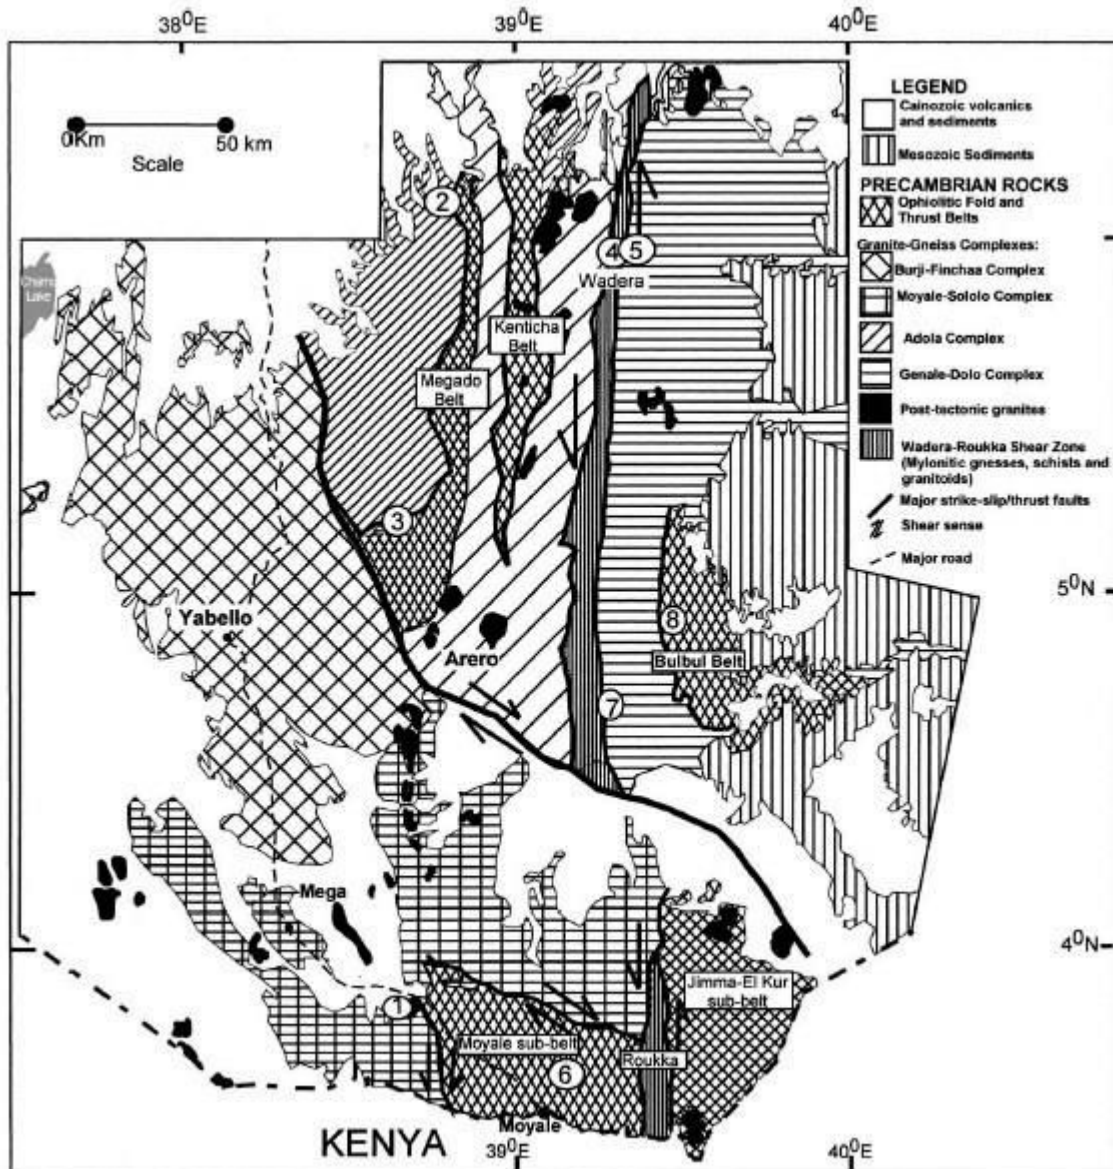 38⁰E
39⁰E
40⁰E
0Km
50 km
Scale
LEGEND
Cainozoic volcanics
and sediments
Mesozoic Sediments
PRECAMBRIAN ROCKS
Ophiolitic Fold and
Thrust Belts
Granite-Gneiss Complexes:
Burji-Finchaa Complex
Moyale-Sololo Complex
Adola Complex
Genale-Dolo Complex
Post-tactonic granites
Wadera-Roukka Shear Zone
(Mylonitic gnesses, schists and
granitoids)
Major strike-slip/thrust faults
Shear sense
Major road
2
4
5
Wadera
Lake
Kenticha
Belt
Megado
Belt
3
5⁰N
Yabello
8
Arero
Bulbul Belt
7
Mega
4⁰N
Jimma-El Kur
sub-belt
1
Moyale sub-belt
Roukka
6
Moyale
KENYA
39⁰E
40⁰E